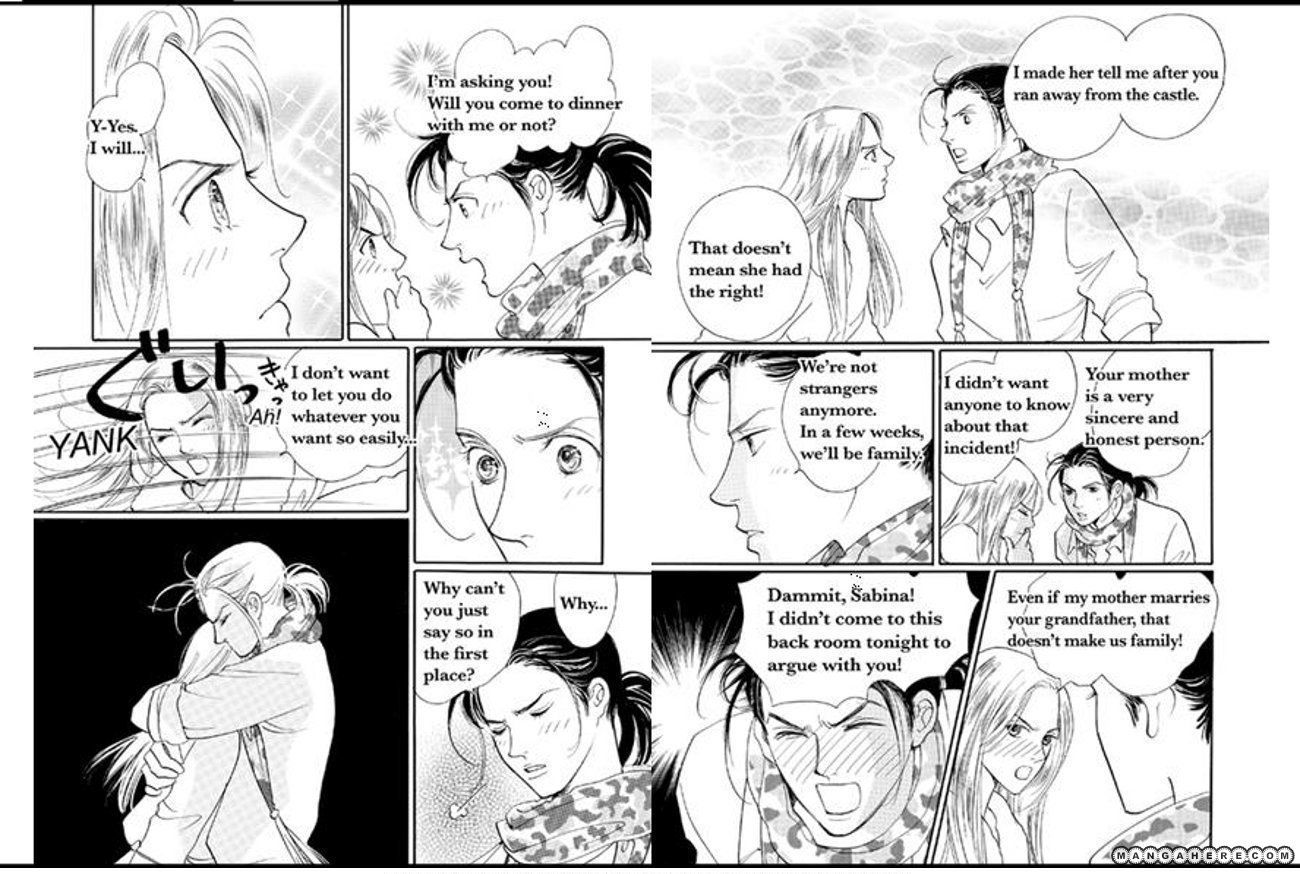 I made her tell me after you
ran away from the castle.
That doesn't
mean she had
the right!
Your mother
is a very
sincere and
honest person.
I didn't want
anyone to know
about that
incident!
We're not
strangers
anymore.
In a few weeks,
we'll be family.
Even if my mother marries
your grandfather, that
doesn't make us family!
Dammit, Sabina!
I didn't come to this
back room tonight to
argue with you!
I'm asking you!
Will you come to dinner
with me or not?
Y-Yes.
I will...
Why...
Why can't
you just
say so in
the first
place?
I don't want
to let you do
whatever you
want so easily...
きゃっ
Ah!
ぐいっ
YANK
MANGAHERE.COM